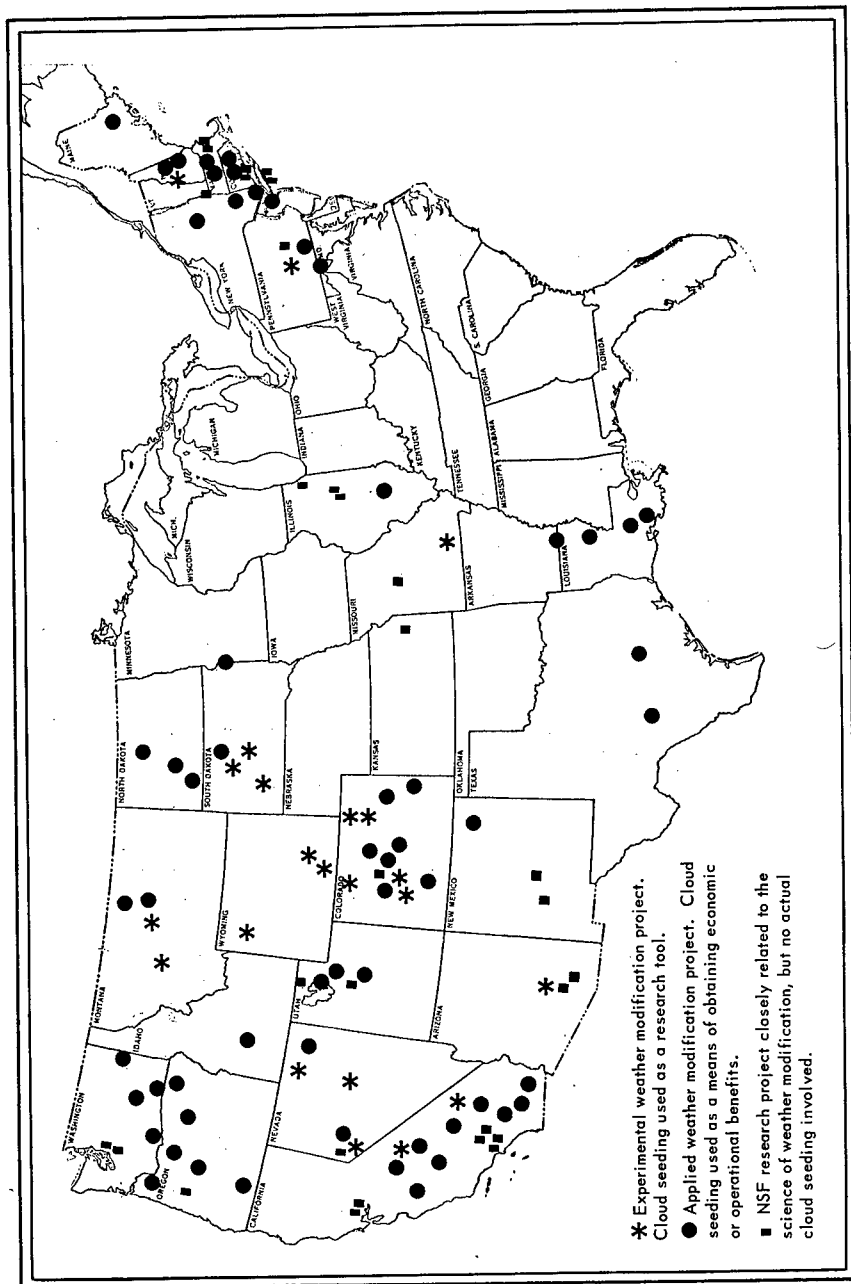 WASHINGTON
OREGON
CALIFORNIA
NEVADA
IDAHO
MONTANA
WYOMING
UTAH
ARIZONA
COLORADO
NEW MEXICO
NORTH DAKOTA
SOUTH DAKOTA
NEBRASKA
KANSAS
OKLAHOMA
TEXAS
MINNESOTA
IOWA
MISSOURI
ARKANSAS
LOUISIANA
WISCONSIN
MICH.
MICHIGAN
ILLINOIS
INDIANA
OHIO
KENTUCKY
TENNESSEE
MISSISSIPPI
ALABAMA
GEORGIA
FLORIDA
S. CAROLINA
NORTH CAROLINA
VIRGINIA
WEST
VIRGINIA
PENNSYLVANIA
NEW YORK
VT.
MAINE
* Experimental weather modification project.
Cloud seeding used as a research tool.
● Applied weather modification project. Cloud
seeding used as a means of obtaining economic
or operational benefits.
■ NSF research project closely related to the
science of weather modification, but no actual
cloud seeding involved.